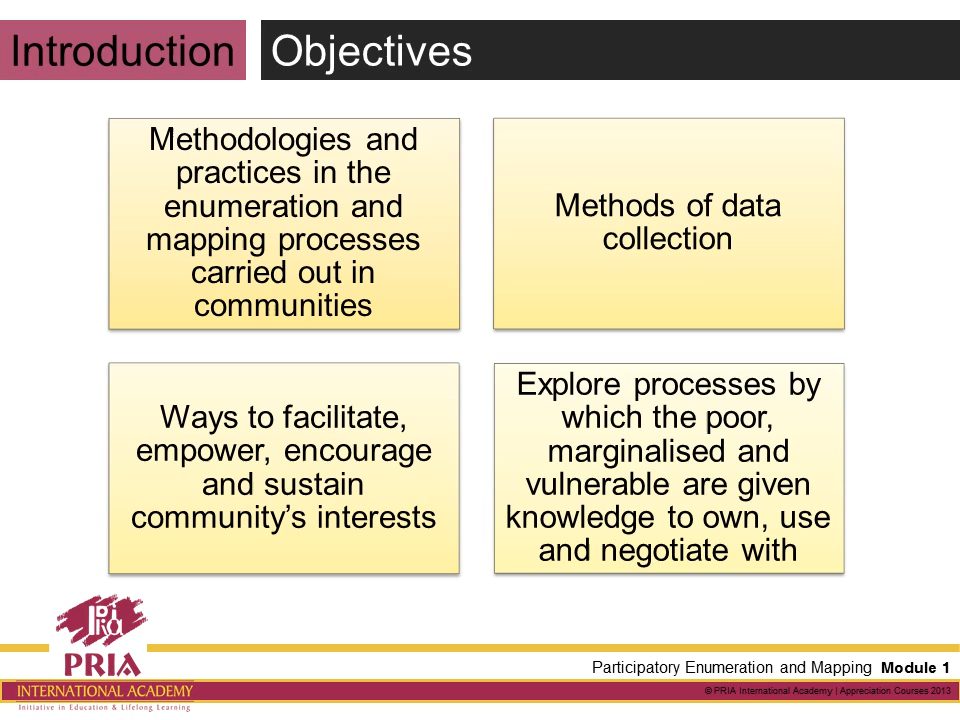 Introduction
Objectives
Methodologies and
practices in the
enumeration and
mapping processes
carried out in
communities
Methods of data
collection
Ways to facilitate,
empower, encourage
and sustain
community’s interests
Explore processes by
which the poor,
marginalised and
vulnerable are given
knowledge to own, use
and negotiate with
PRIA
PRIA
INTERNATIONAL ACADEMY
Initiative in Education & Lifelong Learning
Participatory Enumeration and Mapping Module 1
© PRIA International Academy | Appreciation Courses 2013